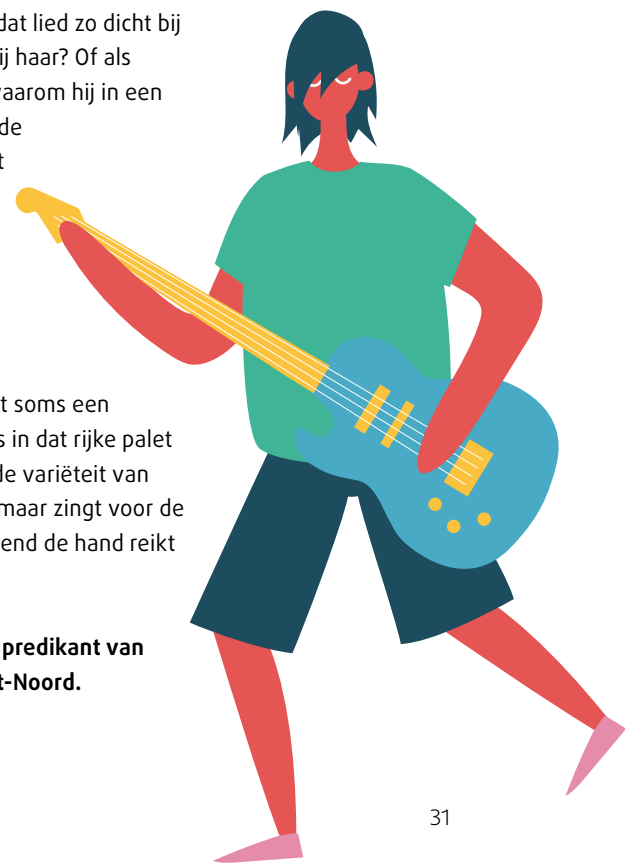 dat lied zo dicht bij
ij haar? Of als
vaarom hij in een
de
t
t soms een
s in dat rijke palet
de variëteit van
maar zingt voor de
end de hand reikt
predikant van
t-Noord.
31